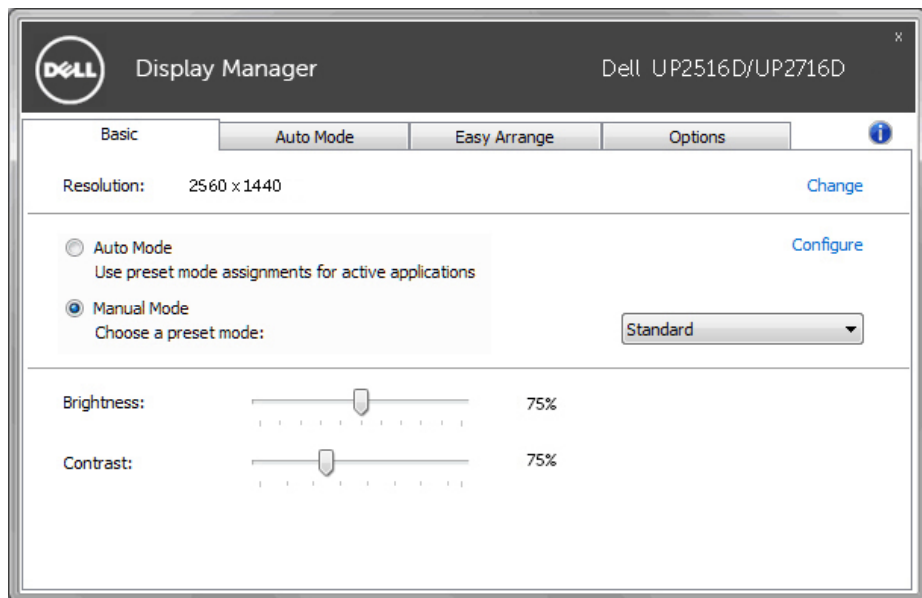 DELL Display Manager Dell UP2516D/UP2716D x
Basic Auto Mode Easy Arrange Options i
Resolution: 2560 x 1440 Change
Auto Mode Configure
Use preset mode assignments for active applications
Manual Mode
Choose a preset mode: Standard
Brightness: 75%
Contrast: 75%